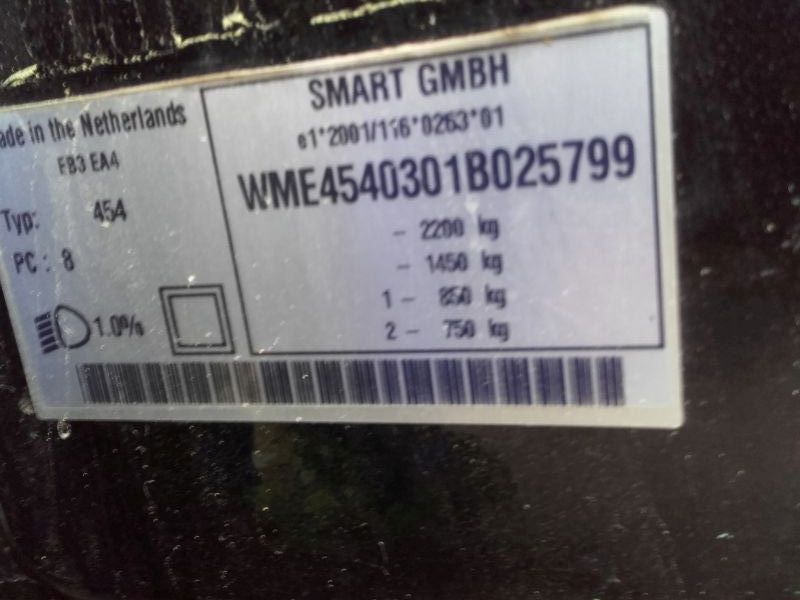 ade in the Netherlands
EB3 EA4
Typ: 454
PC : 8
1.0%
SMART GMBH
e1*2001/116*0263*01
WME4540301B025799
- 2200 kg
- 1450 kg
1 - 850 kg
2 - 750 kg